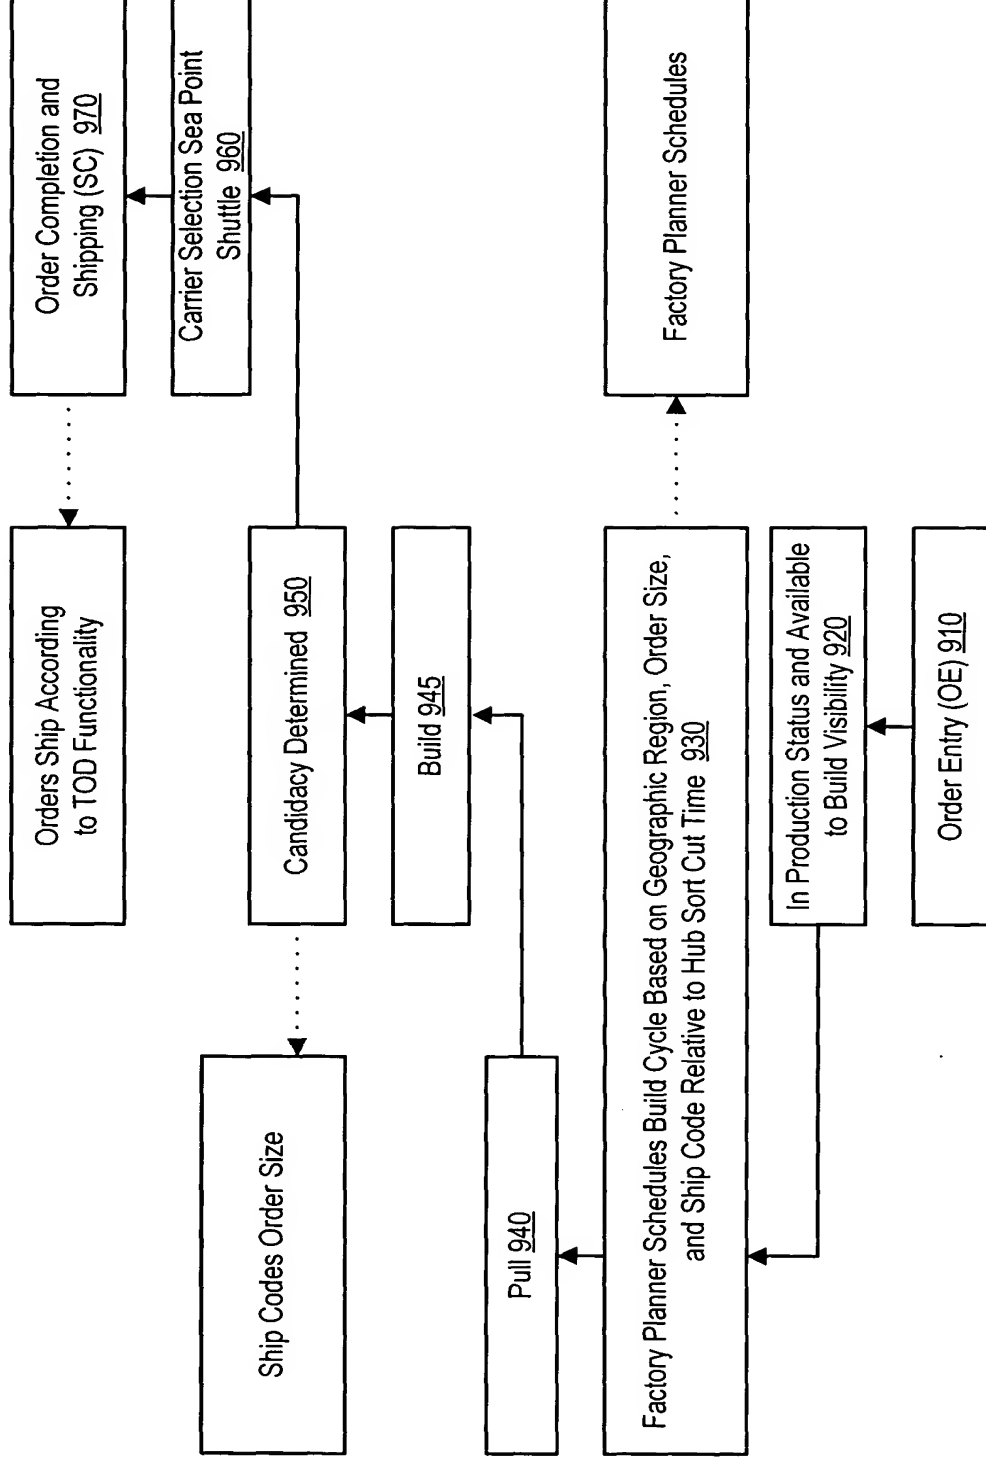 Order Completion and
Shipping (SC) 970
Carrier Selection Sea Point
Shuttle 960
Factory Planner Schedules
Orders Ship According
to TOD Functionality
Candidacy Determined 950
Build 945
In Production Status and Available
to Build Visibility 920
Order Entry (OE) 910
Ship Codes Order Size
Pull 940
Factory Planner Schedules Build Cycle Based on Geographic Region, Order Size,
and Ship Code Relative to Hub Sort Cut Time 930